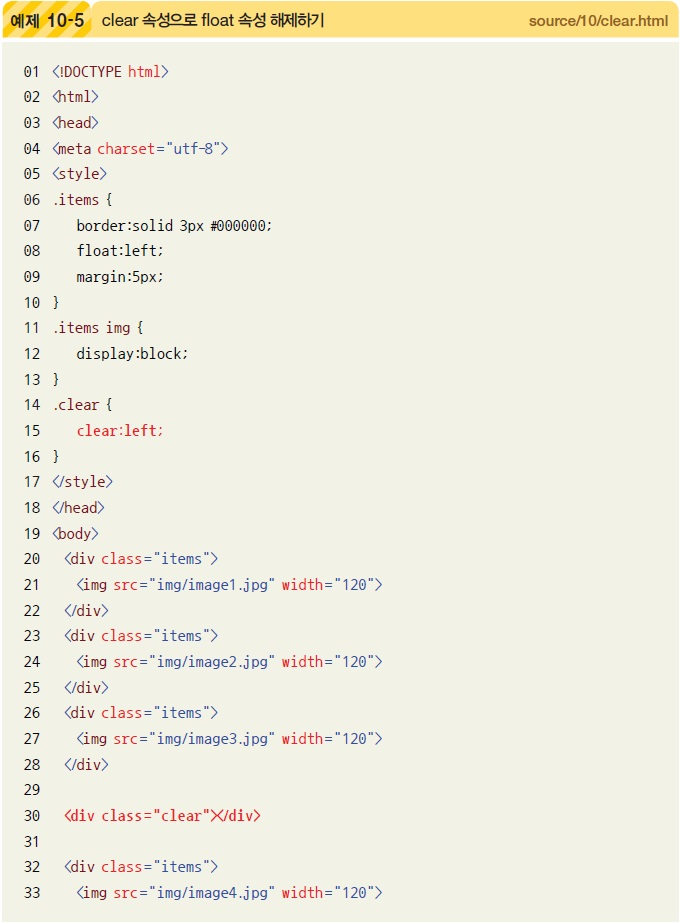 예제 10-5 clear 속성으로 float 속성 해제하기 source/10/clear.html
01 <!DOCTYPE html>
02 <html>
03 <head>
04 <meta charset="utf-8">
05 <style>
06 .items {
07 border:solid 3px #000000;
08 float:left;
09 margin:5px;
10 }
11 .items img {
12 display:block;
13 }
14 .clear {
15 clear:left;
16 }
17 </style>
18 </head>
19 <body>
20 <div class="items">
21 <img src="img/image1.jpg" width="120">
22 </div>
23 <div class="items">
24 <img src="img/image2.jpg" width="120">
25 </div>
26 <div class="items">
27 <img src="img/image3.jpg" width="120">
28 </div>
29
30 <div class="clear"></div>
31
32 <div class="items">
33 <img src="img/image4.jpg" width="120">